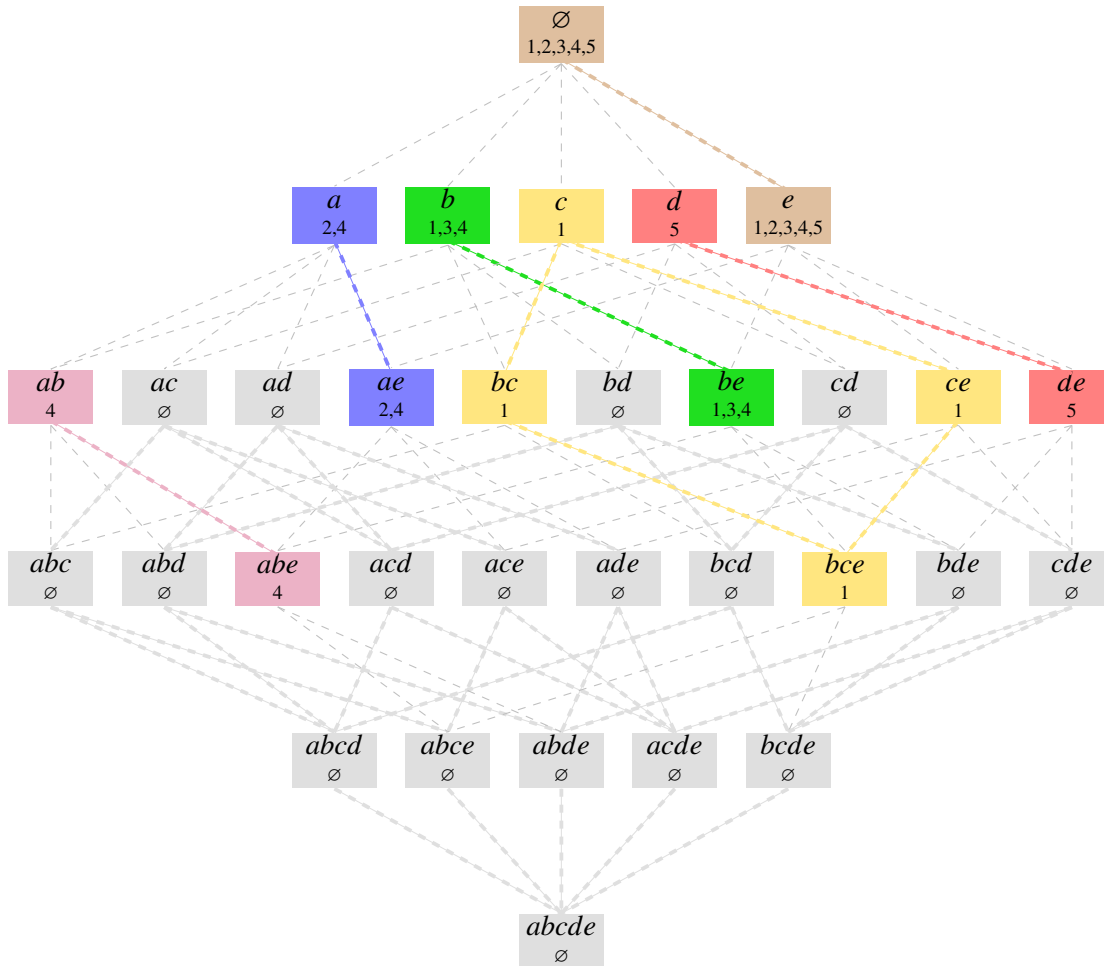 ∅
1,2,3,4,5
a b c d e
2,4 1,3,4 1 5 1,2,3,4,5
ab ac ad ae bc bd be cd ce de
4 ∅ ∅ 2,4 1 ∅ 1,3,4 ∅ 1 5
abc abd abe acd ace ade bcd bce bde cde
∅ ∅ 4 ∅ ∅ ∅ ∅ 1 ∅ ∅
abcd abce abde acde bcde
∅ ∅ ∅ ∅ ∅
abcde
∅